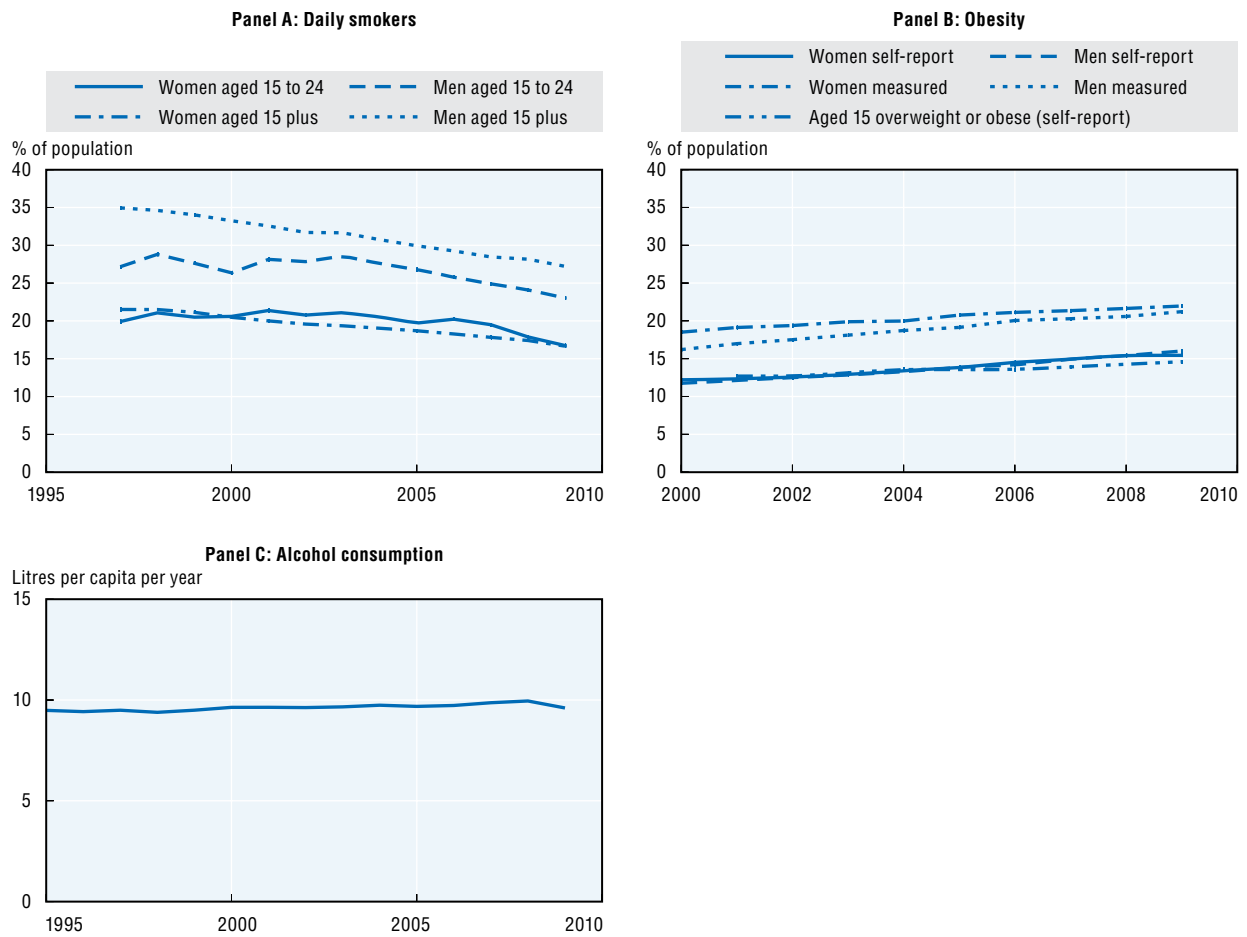 Panel A: Daily smokers
Women aged 15 to 24 Men aged 15 to 24
Women aged 15 plus Men aged 15 plus
% of population
40
35
30
25
20
15
10
5
0
1995 2000 2005 2010
Panel B: Obesity
Women self-report Men self-report
Women measured Men measured
Aged 15 overweight or obese (self-report)
% of population
40
35
30
25
20
15
10
5
0
2000 2002 2004 2006 2008 2010
Panel C: Alcohol consumption
Litres per capita per year
15
10
5
0
1995 2000 2005 2010